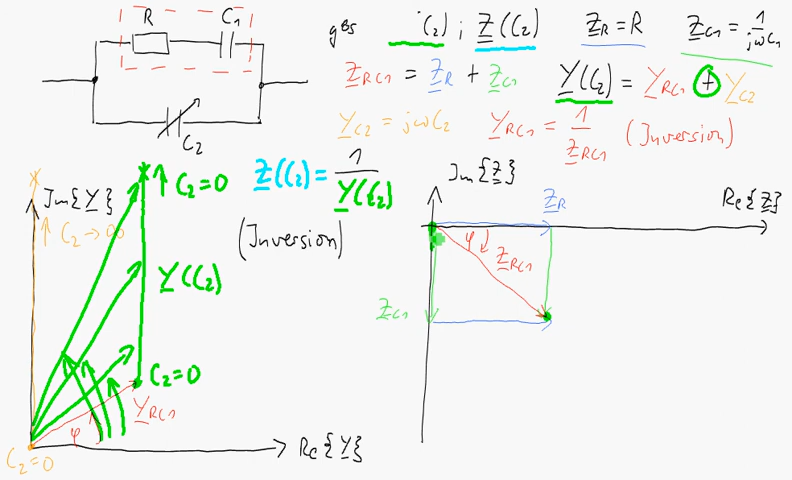 R C1
C2
ges Y(C2) ; Z(C2) ZR = R ZC1 = 1/jωC1
ZRC1 = ZR + ZC1 Y(C2) = YRC1 + YC2
YC2 = jωC2 YRC1 = 1/ZRC1 (Inversion)
Z(C2) = 1/Y(C2)
(Inversion)
Im{Y}
↑ C2 → ∞
↑ C2=0
Y(C2)
C2=0
YRC1
φ
C2=0
Re{Y}
Im{Z}
Re{Z}
ZR
φ
ZRC1
ZC1